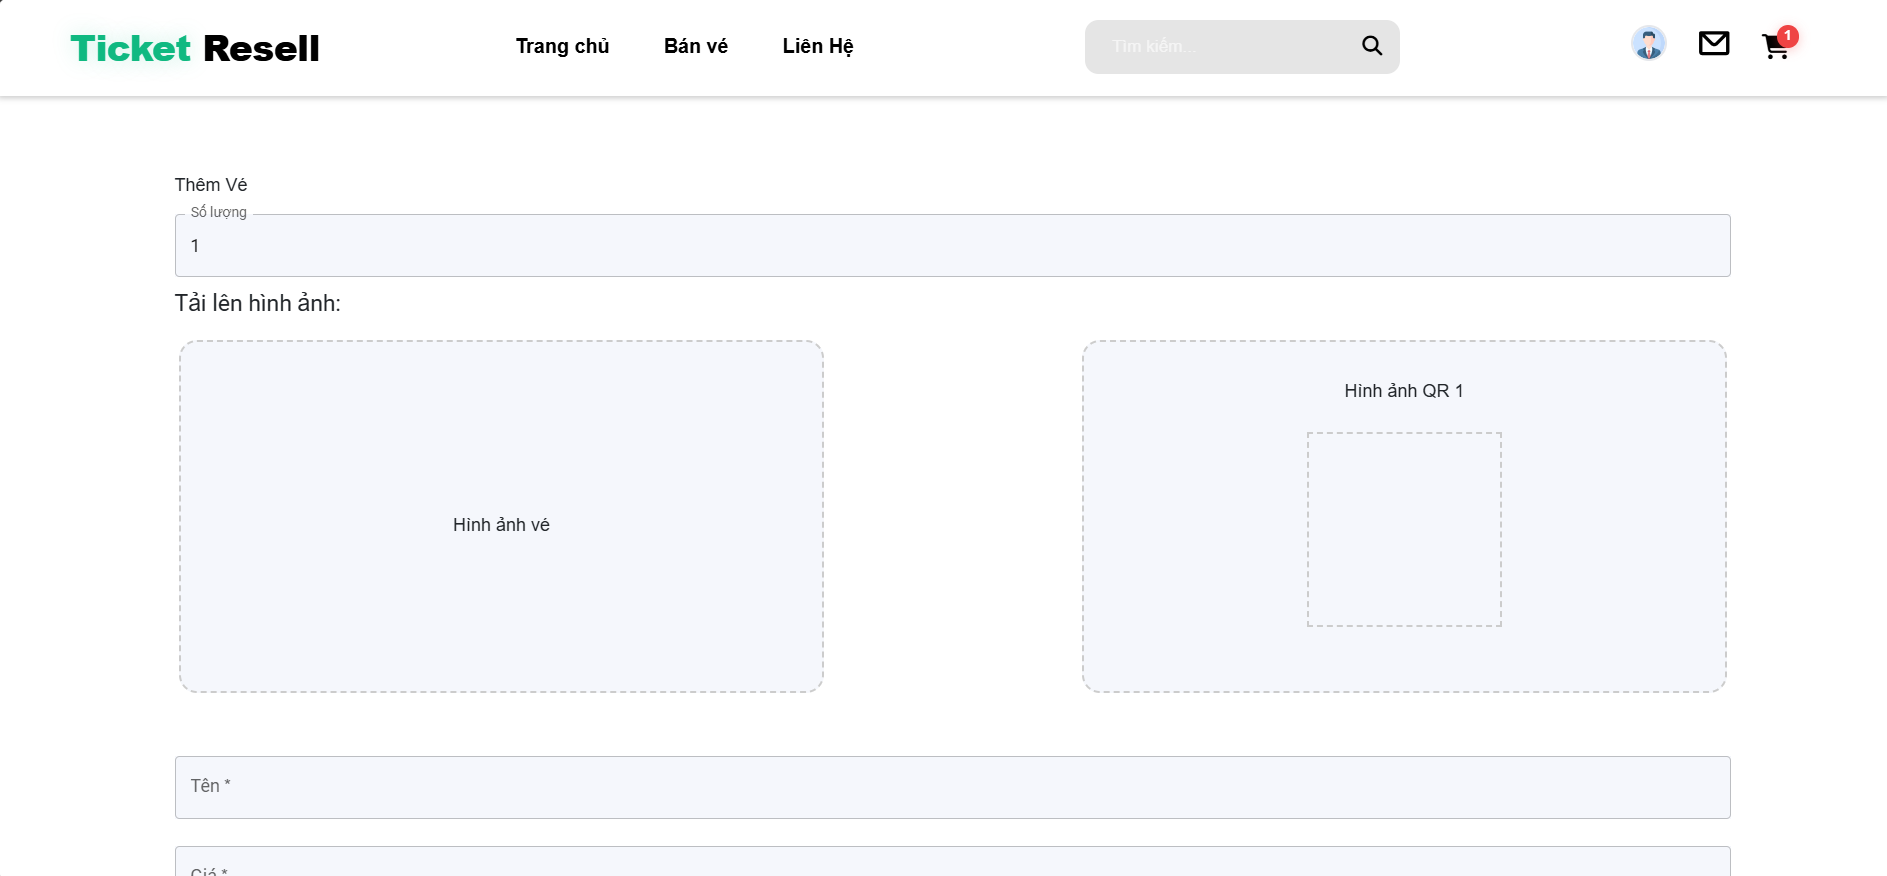 Ticket Resell
Trang chủ
Bán vé
Liên Hệ
Tìm kiếm...
1
Thêm Vé
Số lượng
1
Tải lên hình ảnh:
Hình ảnh vé
Hình ảnh QR 1
Tên *
Giá *